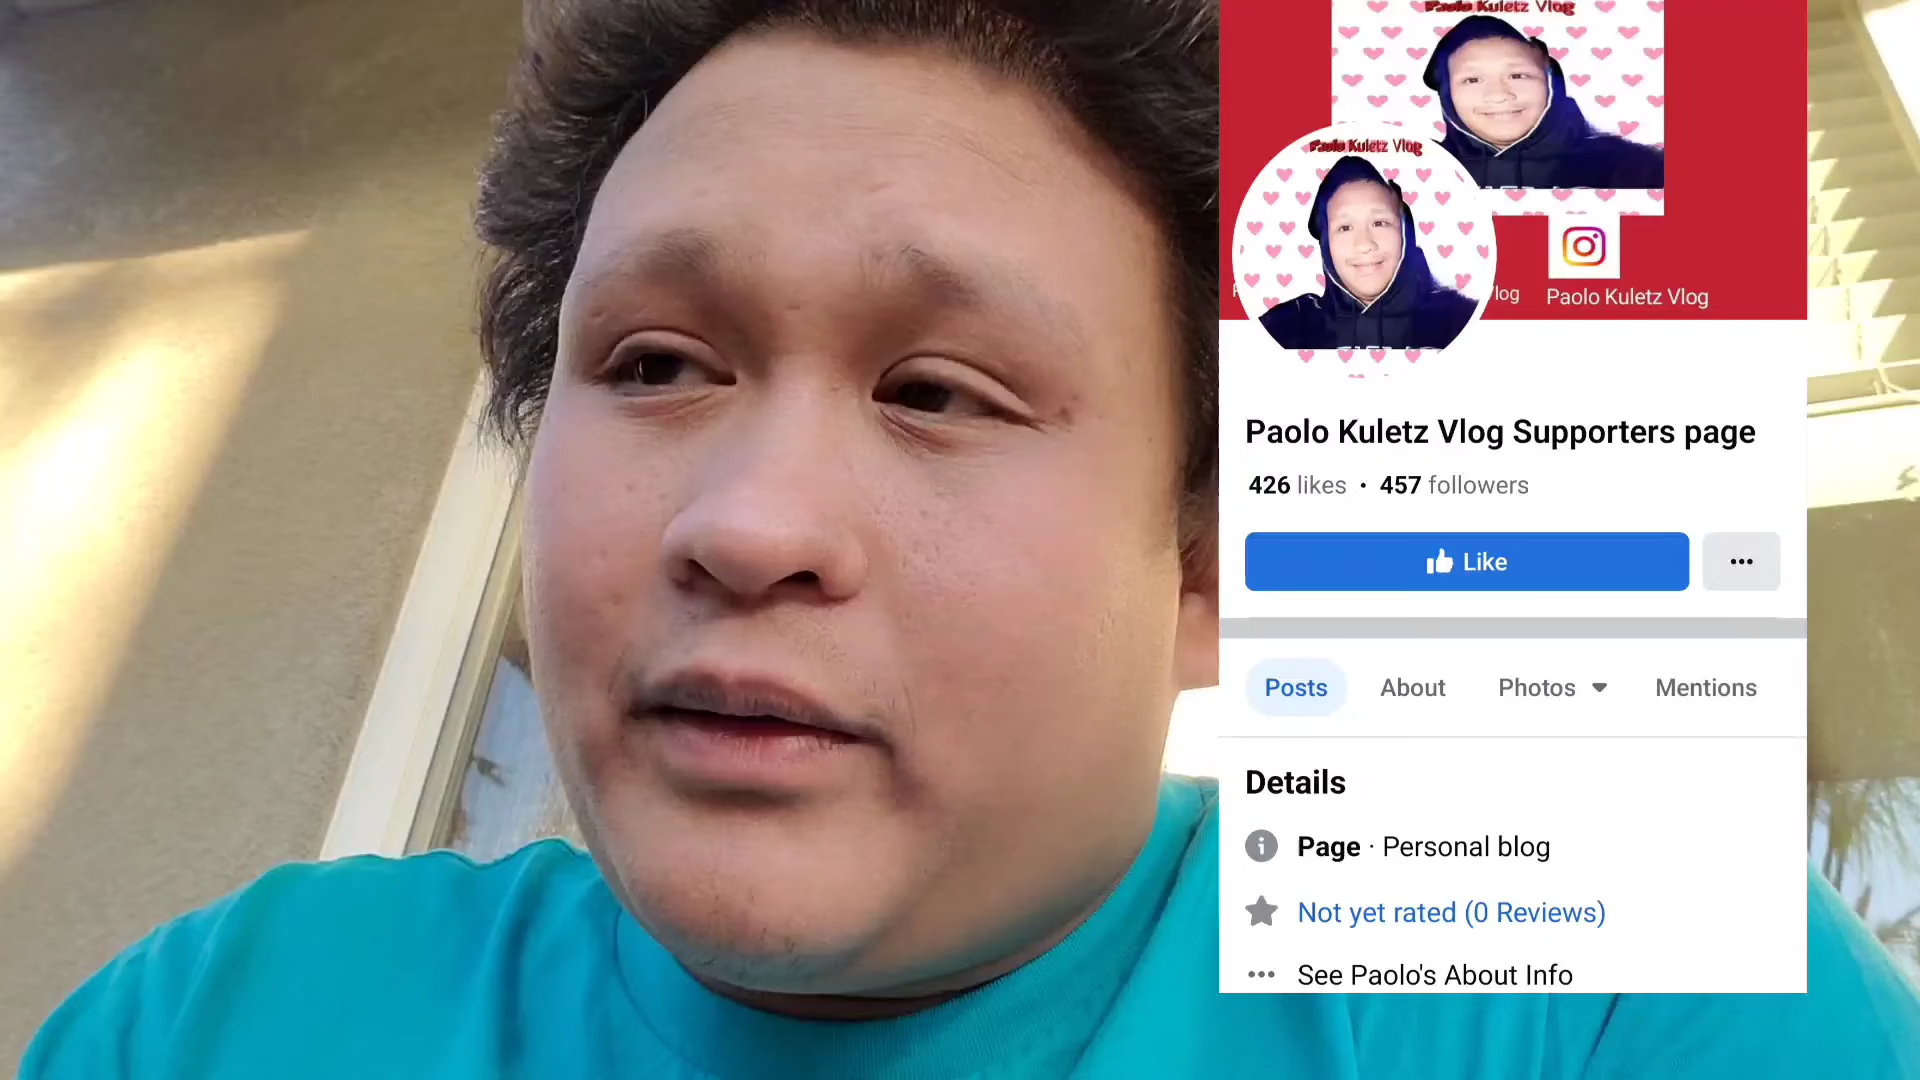 Paolo Kuletz Vlog
Paolo Kuletz Vlog
Vlog
Paolo Kuletz Vlog
Paolo Kuletz Vlog Supporters page
426 likes • 457 followers
Like
Posts
About
Photos
Mentions
Details
Page · Personal blog
Not yet rated (0 Reviews)
See Paolo's About Info